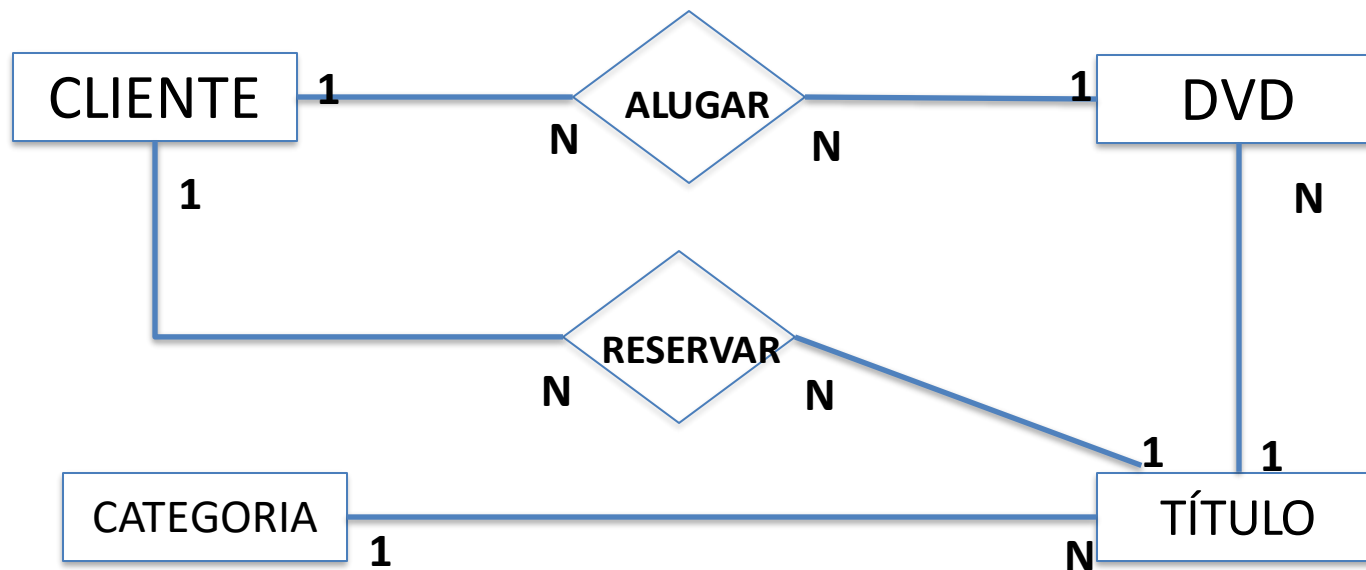 CLIENTE
1
ALUGAR
1
DVD
N
N
1
N
RESERVAR
N
N
1
1
CATEGORIA
TÍTULO
1
N